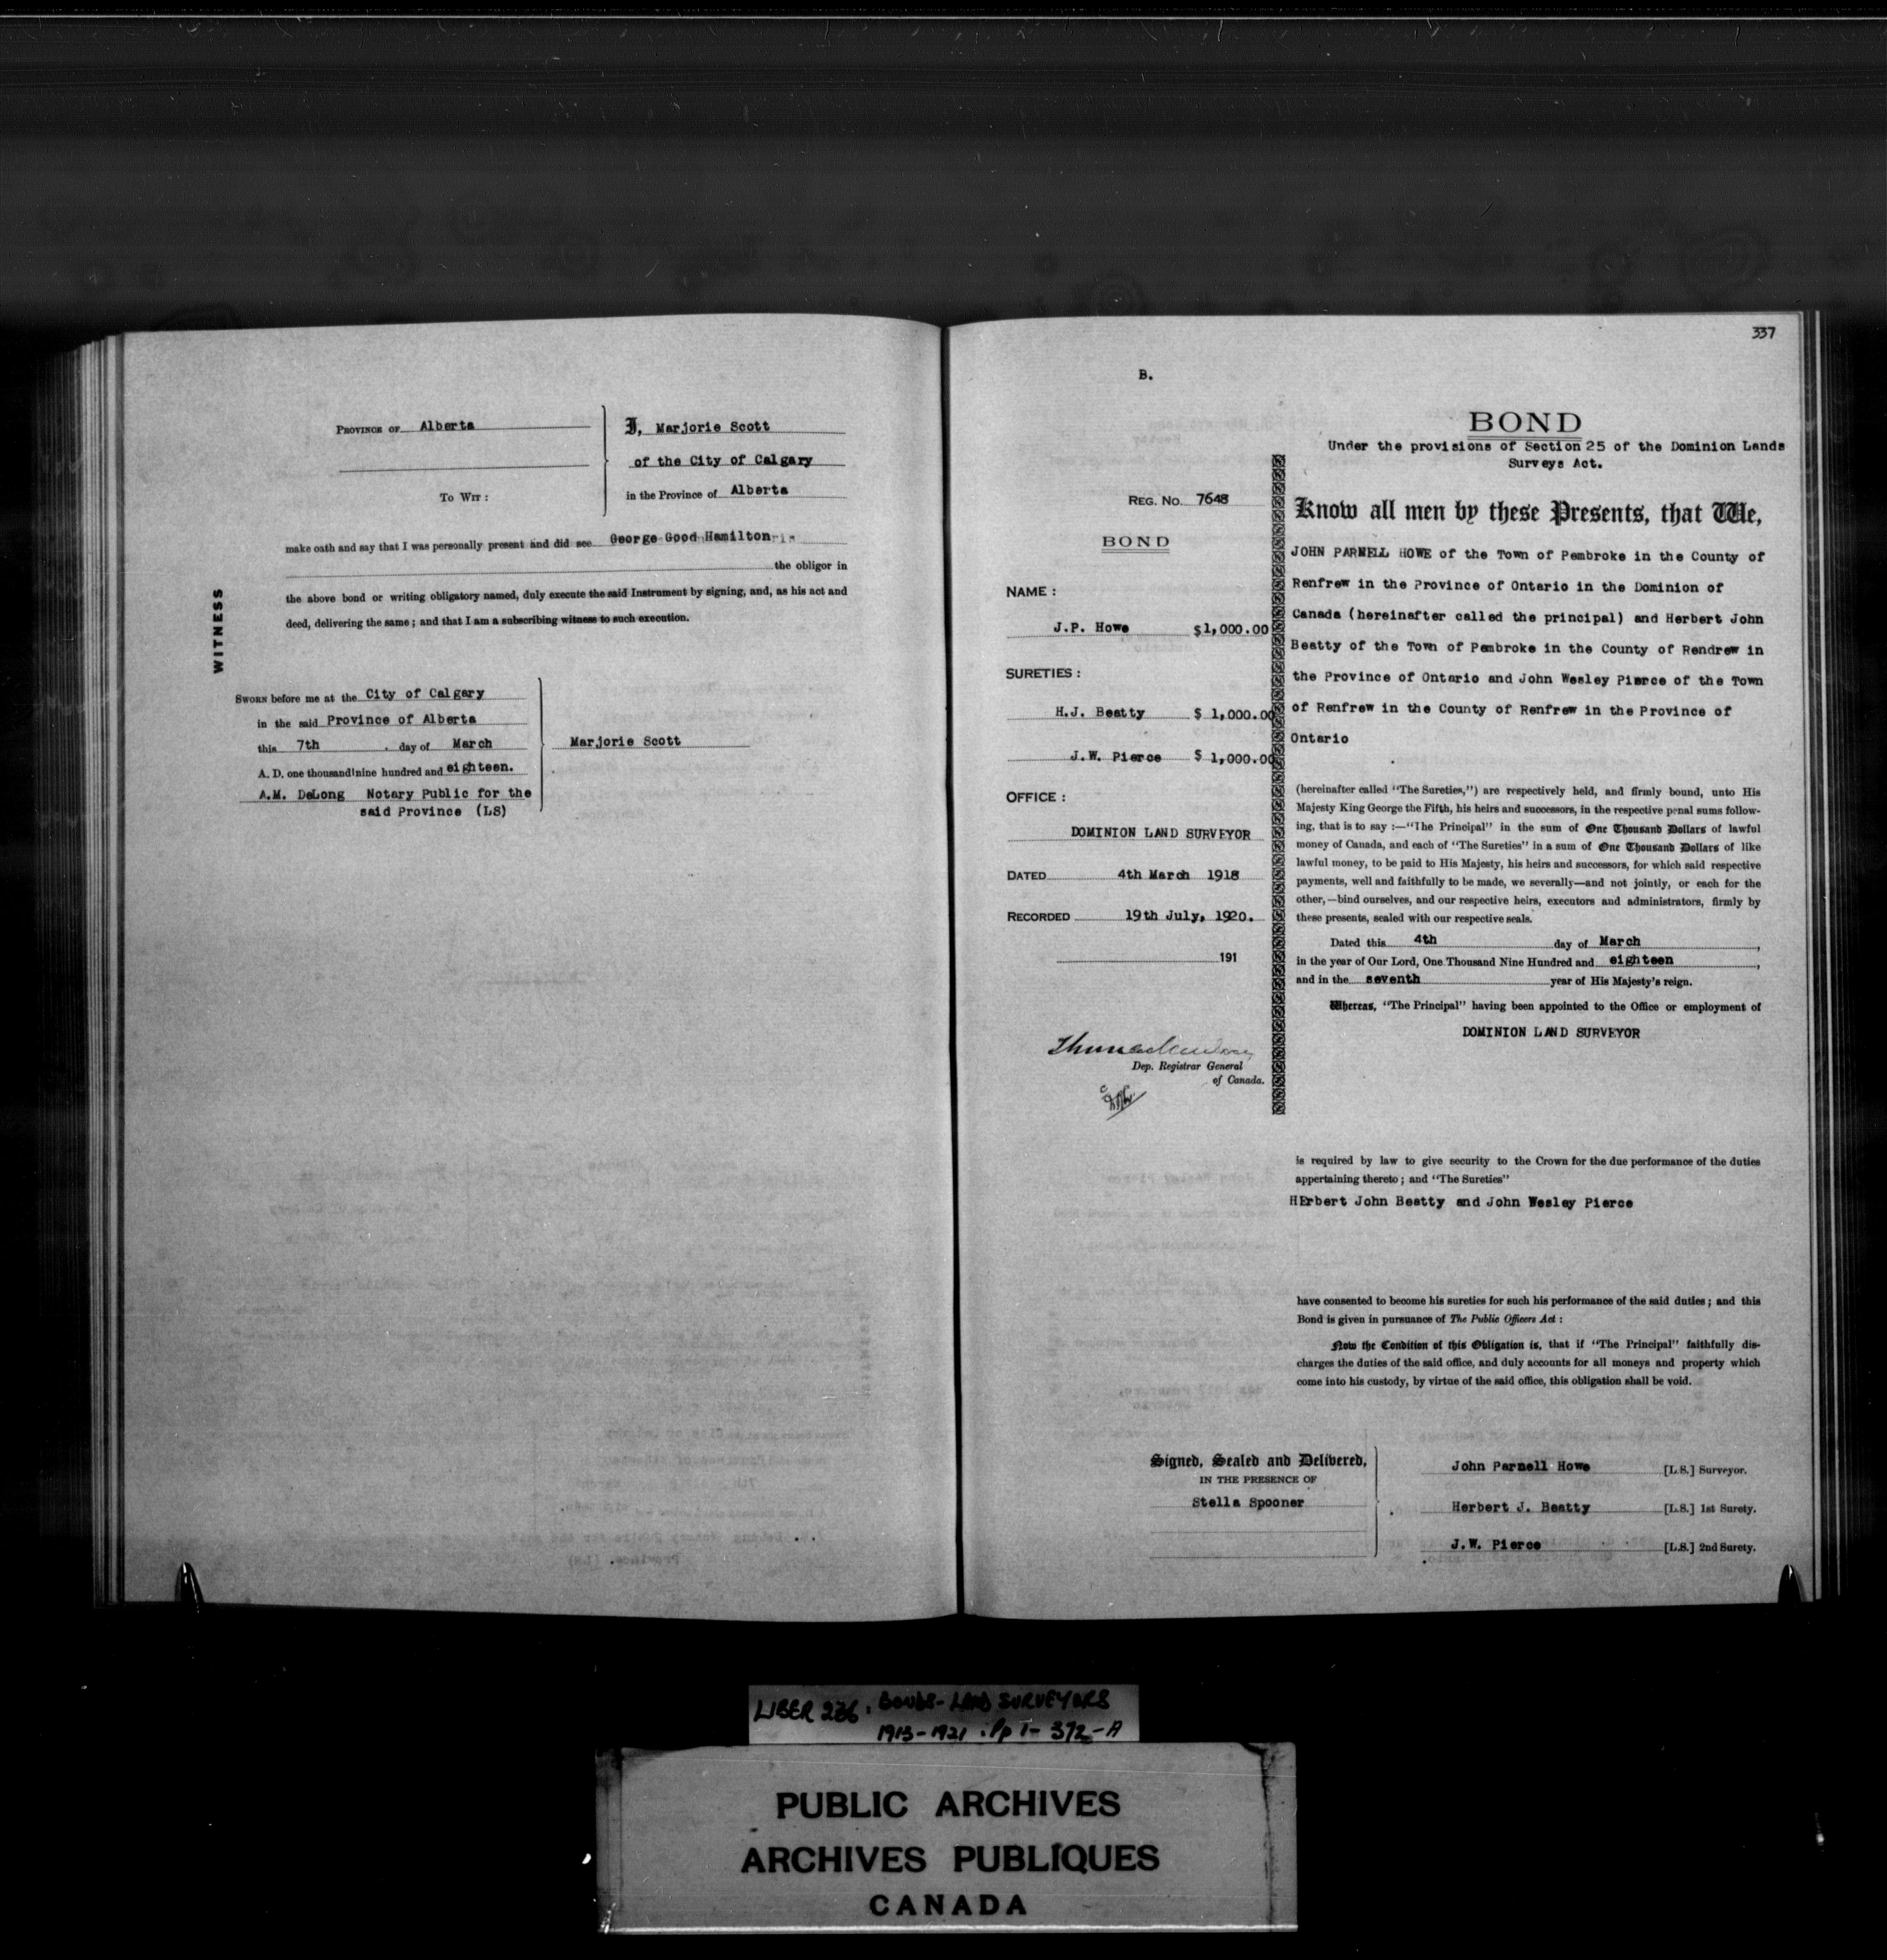 PROVINCE OF Alberta
TO WIT :
I, Marjorie Scott
of the City of Calgary
in the Province of Alberta
make oath and say that I was personally present and did see George Good Hamilton
the obligor in
the above bond or writing obligatory named, duly execute the said Instrument by signing, and, as his act and
deed, delivering the same ; and that I am a subscribing witness to such execution.
WITNESS
SWORN before me at the City of Calgary
in the said Province of Alberta
this 7th day of March
A. D. one thousand nine hundred and eighteen.
A.M. DeLong Notary Public for the
said Province (LS)
Marjorie Scott
337
B.
REG. NO. 7648
BOND
NAME :
J.P. Howe $1,000.00
SURETIES :
H.J. Beatty $ 1,000.00
J.W. Pierce $ 1,000.00
OFFICE :
DOMINION LAND SURVEYOR
DATED 4th March 1918
RECORDED 19th July, 1920.
191
Dep. Registrar General
of Canada.
BOND
Under the provisions of Section 25 of the Dominion Lands
Surveys Act.
Know all men by these Presents, that We,
JOHN PARNELL HOWE of the Town of Pembroke in the County of
Renfrew in the Province of Ontario in the Dominion of
Canada (hereinafter called the principal) and Herbert John
Beatty of the Town of Pembroke in the County of Rendrew in
the Province of Ontario and John Wesley Pierce of the Town
of Renfrew in the County of Renfrew in the Province of
Ontario
(hereinafter called "The Sureties,") are respectively held, and firmly bound, unto His
Majesty King George the Fifth, his heirs and successors, in the respective penal sums follow-
ing, that is to say :—"The Principal" in the sum of One Thousand Dollars of lawful
money of Canada, and each of "The Sureties" in a sum of One Thousand Dollars of like
lawful money, to be paid to His Majesty, his heirs and successors, for which said respective
payments, well and faithfully to be made, we severally—and not jointly, or each for the
other,—bind ourselves, and our respective heirs, executors and administrators, firmly by
these presents, sealed with our respective seals.
Dated this 4th day of March,
in the year of Our Lord, One Thousand Nine Hundred and eighteen,
and in the seventh year of His Majesty's reign.
Whereas, "The Principal" having been appointed to the Office or employment of
DOMINION LAND SURVEYOR
is required by law to give security to the Crown for the due performance of the duties
appertaining thereto ; and "The Sureties"
HErbert John Beatty and John Wesley Pierce
have consented to become his sureties for such his performance of the said duties ; and this
Bond is given in pursuance of The Public Officers Act :
Now the Condition of this Obligation is, that if "The Principal" faithfully dis-
charges the duties of the said office, and duly accounts for all moneys and property which
come into his custody, by virtue of the said office, this obligation shall be void.
Signed, Sealed and Delivered,
IN THE PRESENCE OF
Stella Spooner
John Parnell Howe [L.S.] Surveyor.
Herbert J. Beatty [L.S.] 1st Surety.
J.W. Pierce [L.S.] 2nd Surety.
LIBER 236 : BONDS - LAND SURVEYORS
1913-1921 : Pp 1- 372-A
PUBLIC ARCHIVES
ARCHIVES PUBLIQUES
CANADA